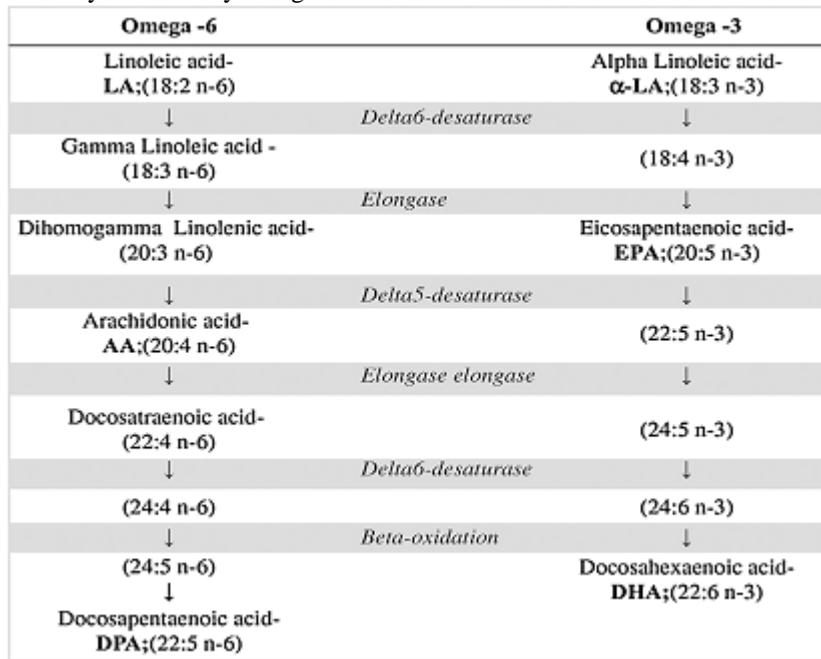 Omega -6 Omega -3
Linoleic acid- Alpha Linoleic acid-
LA;(18:2 n-6) α-LA;(18:3 n-3)
↓ Delta6-desaturase ↓
Gamma Linoleic acid -
(18:3 n-6) (18:4 n-3)
↓ Elongase ↓
Dihomogamma Linolenic acid- Eicosapentaenoic acid-
(20:3 n-6) EPA;(20:5 n-3)
↓ Delta5-desaturase ↓
Arachidonic acid-
AA;(20:4 n-6) (22:5 n-3)
↓ Elongase elongase ↓
Docosatraenoic acid-
(22:4 n-6) (24:5 n-3)
↓ Delta6-desaturase ↓
(24:4 n-6) (24:6 n-3)
↓ Beta-oxidation ↓
(24:5 n-6) Docosahexaenoic acid-
↓ DHA;(22:6 n-3)
Docosapentaenoic acid-
DPA;(22:5 n-6)